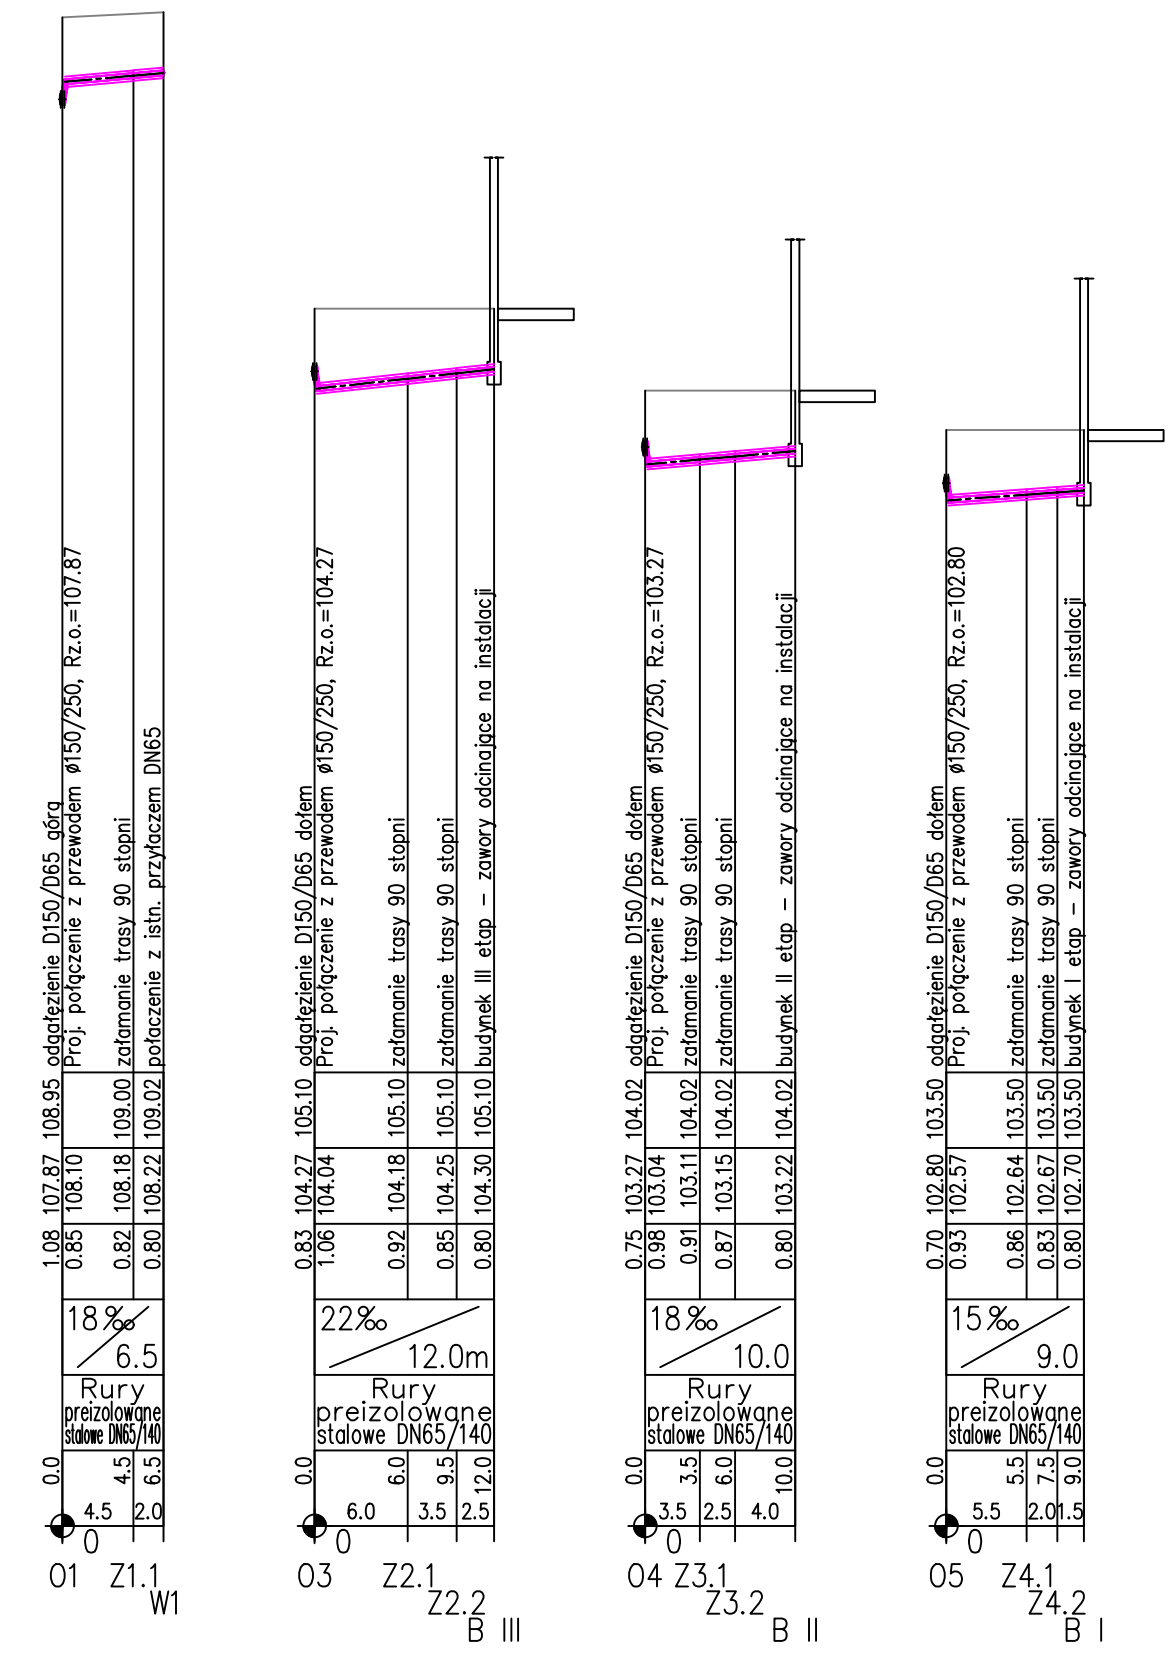 odgałęzienie D150/D65 górą
Proj. połączenie z przewodem ø150/250, Rz.o.=107.87
załamanie trasy 90 stopni
połaczenie z istn. przyłaczem DN65
108.95
109.00
109.02
107.87
108.10
108.18
108.22
1.08
0.85
0.82
0.80
18‰
6.5
Rury
preizolowane
stalowe DN65/140
0.0
4.5
6.5
4.5
2.0
0
O1
Z1.1
W1
odgałęzienie D150/D65 dołem
Proj. połączenie z przewodem ø150/250, Rz.o.=104.27
załamanie trasy 90 stopni
załamanie trasy 90 stopni
budynek III etap – zawory odcinające na instalacji
105.10
105.10
105.10
105.10
104.27
104.04
104.18
104.25
104.30
0.83
1.06
0.92
0.85
0.80
22‰
12.0m
Rury
preizolowane
stalowe DN65/140
0.0
6.0
9.5
12.0
6.0
3.5
2.5
0
O3
Z2.1
Z2.2
B III
odgałęzienie D150/D65 dołem
Proj. połączenie z przewodem ø150/250, Rz.o.=103.27
załamanie trasy 90 stopni
załamanie trasy 90 stopni
budynek II etap – zawory odcinające na instalacji
104.02
104.02
104.02
104.02
103.27
103.04
103.11
103.15
103.22
0.75
0.98
0.91
0.87
0.80
18‰
10.0
Rury
preizolowane
stalowe DN65/140
0.0
3.5
6.0
10.0
3.5
2.5
4.0
0
O4
Z3.1
Z3.2
B II
odgałęzienie D150/D65 dołem
Proj. połączenie z przewodem ø150/250, Rz.o.=102.80
załamanie trasy 90 stopni
załamanie trasy 90 stopni
budynek I etap – zawory odcinające na instalacji
103.50
103.50
103.50
103.50
102.80
102.57
102.64
102.67
102.70
0.70
0.93
0.86
0.83
0.80
15‰
9.0
Rury
preizolowane
stalowe DN65/140
0.0
5.5
7.5
9.0
5.5
2.0
1.5
0
O5
Z4.1
Z4.2
B I